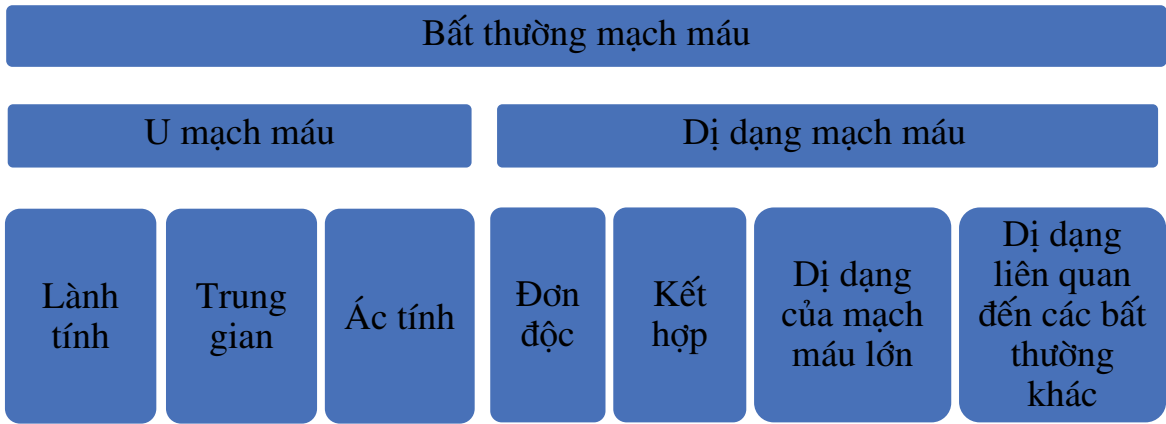 Bất thường mạch máu
U mạch máu
Dị dạng mạch máu
Lành
tính
Trung
gian
Ác tính
Đơn
độc
Kết
hợp
Dị dạng
của mạch
máu lớn
Dị dạng
liên quan
đến các bất
thường
khác